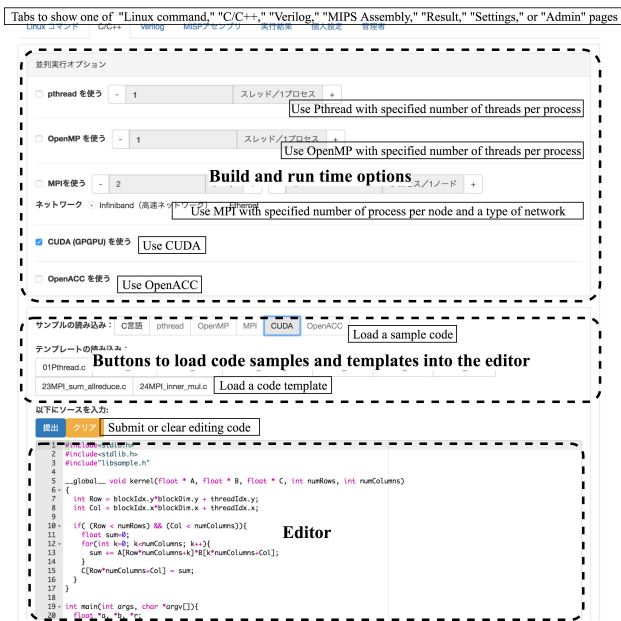 Tabs to show one of "Linux command," "C/C++," "Verilog," "MIPS Assembly," "Result," "Settings," or "Admin" pages
Linux コマンド C/C++ Verilog MISPアセンブリ 実行結果 個人設定 管理者
並列実行オプション
pthread を使う - 1 スレッド／1プロセス +
Use Pthread with specified number of threads per process
OpenMP を使う - 1 スレッド／1プロセス +
Use OpenMP with specified number of threads per process
Build and run time options
MPIを使う - 2 ス／1ノード +
ネットワーク Infiniband（高速ネットワーク） Ethernet
Use MPI with specified number of process per node and a type of network
CUDA (GPGPU) を使う Use CUDA
OpenACC を使う Use OpenACC
サンプルの読み込み： C言語 pthread OpenMP MPI CUDA OpenACC
Load a sample code
テンプレートの読み込み：
Buttons to load code samples and templates into the editor
01Pthread.c
23MPI_sum_allreduce.c 24MPI_inner_mul.c Load a code template
以下にソースを入力:
提出 クリア Submit or clear editing code
1 #include<stdio.h>
2 #include<stdlib.h>
3 #include"libsample.h"
4
5 __global__ void kernel(float * A, float * B, float * C, int numRows, int numColumns)
6 {
7 int Row = blockIdx.y*blockDim.y + threadIdx.y;
8 int Col = blockIdx.x*blockDim.x + threadIdx.x;
9
10 if( (Row < numRows) && (Col < numColumns)){
11 float sum=0;
Editor
12 for(int k=0; k<numColumns; k++){
13 sum += A[Row*numColumns+k]*B[k*numColumns+Col];
14 }
15 C[Row*numColumns+Col] = sum;
16 }
17 }
18
19 int main(int args, char *argv[]){
20 float *a, *b, *r;